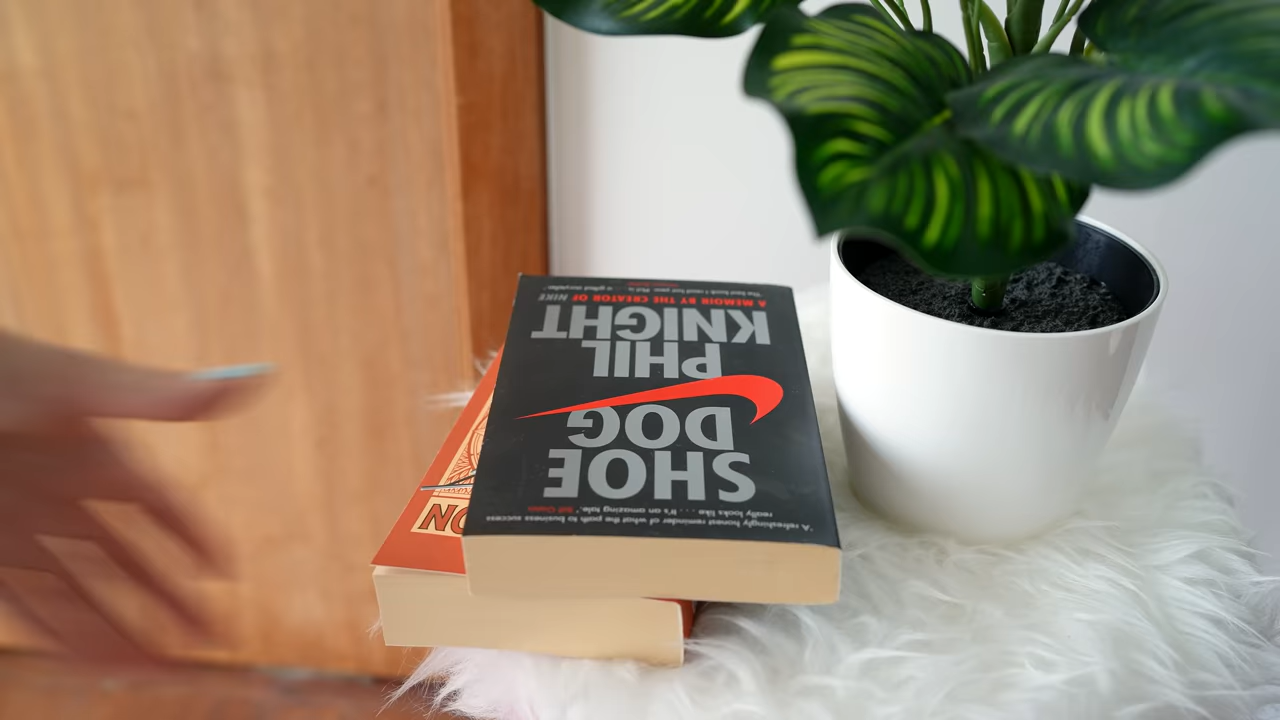 "A refreshingly honest reminder of what the path to business success
really looks like . . . It's an amazing tale." Bill Gates
SHOE
DOG
PHIL
KNIGHT
A MEMOIR BY THE CREATOR OF NIKE
ON